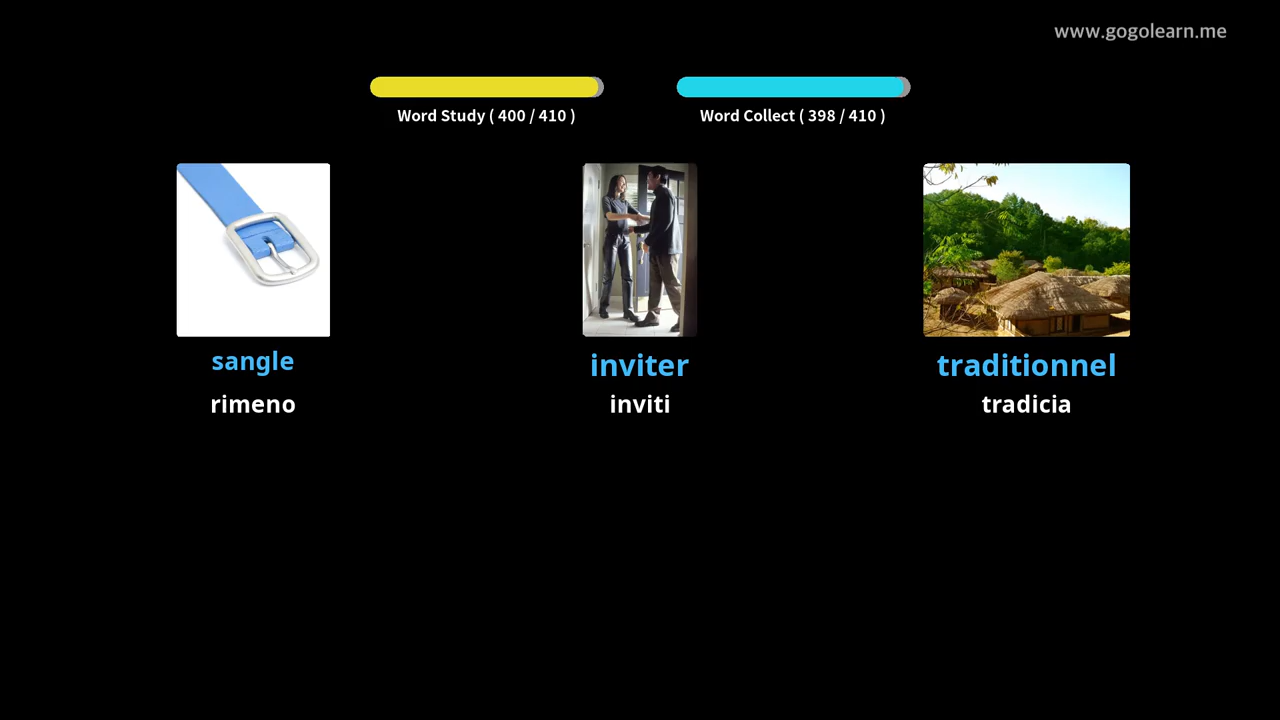 www.gogolearn.me
Word Study ( 400 / 410 )
Word Collect ( 398 / 410 )
sangle
inviter
traditionnel
rimeno
inviti
tradicia